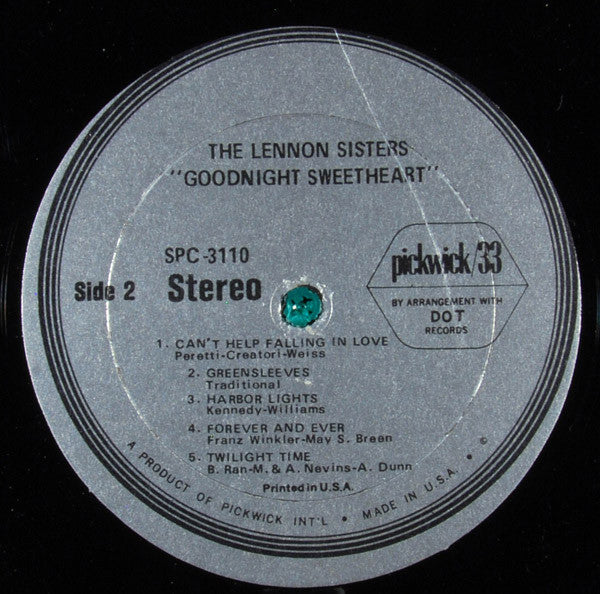 THE LENNON SISTERS
"GOODNIGHT SWEETHEART"
SPC-3110
Side 2
Stereo
pickwick/33
BY ARRANGEMENT WITH
DOT
RECORDS
1. CAN'T HELP FALLING IN LOVE
Peretti-Creatori-Weiss
2. GREENSLEEVES
Traditional
3. HARBOR LIGHTS
Kennedy-Williams
4. FOREVER AND EVER
Franz Winkler-May S. Breen
5. TWILIGHT TIME
B. Ran-M. & A. Nevins-A. Dunn
Printed in U.S.A.
A PRODUCT OF PICKWICK INT'L • MADE IN U.S.A. • ©